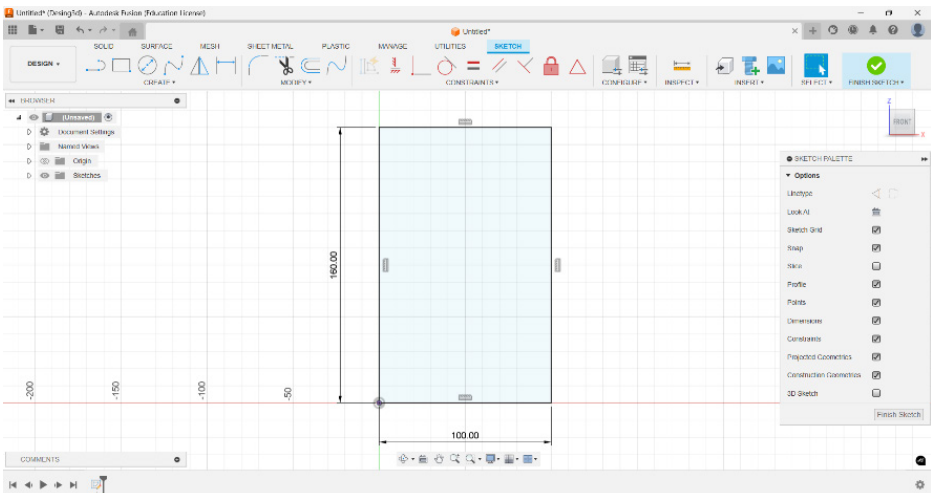 Untitled* (Desing3d) - Autodesk Fusion (Education License)
Untitled*
SOLID SURFACE MESH SHEET METAL PLASTIC MANAGE UTILITIES SKETCH
DESIGN
CREATE MODIFY CONSTRAINTS CONFIGURE INSPECT INSERT SELECT FINISH SKETCH
BROWSER
(Unsaved)
Document Settings
Named Views
Origin
Sketches
Z
FRONT
X
SKETCH PALETTE
Options
Linetype
Look At
Sketch Grid
Snap
Slice
Profile
Points
Dimensions
Constraints
Projected Geometries
Construction Geometries
3D Sketch
Finish Sketch
160.00
-200 -150 -100 -50
100.00
COMMENTS